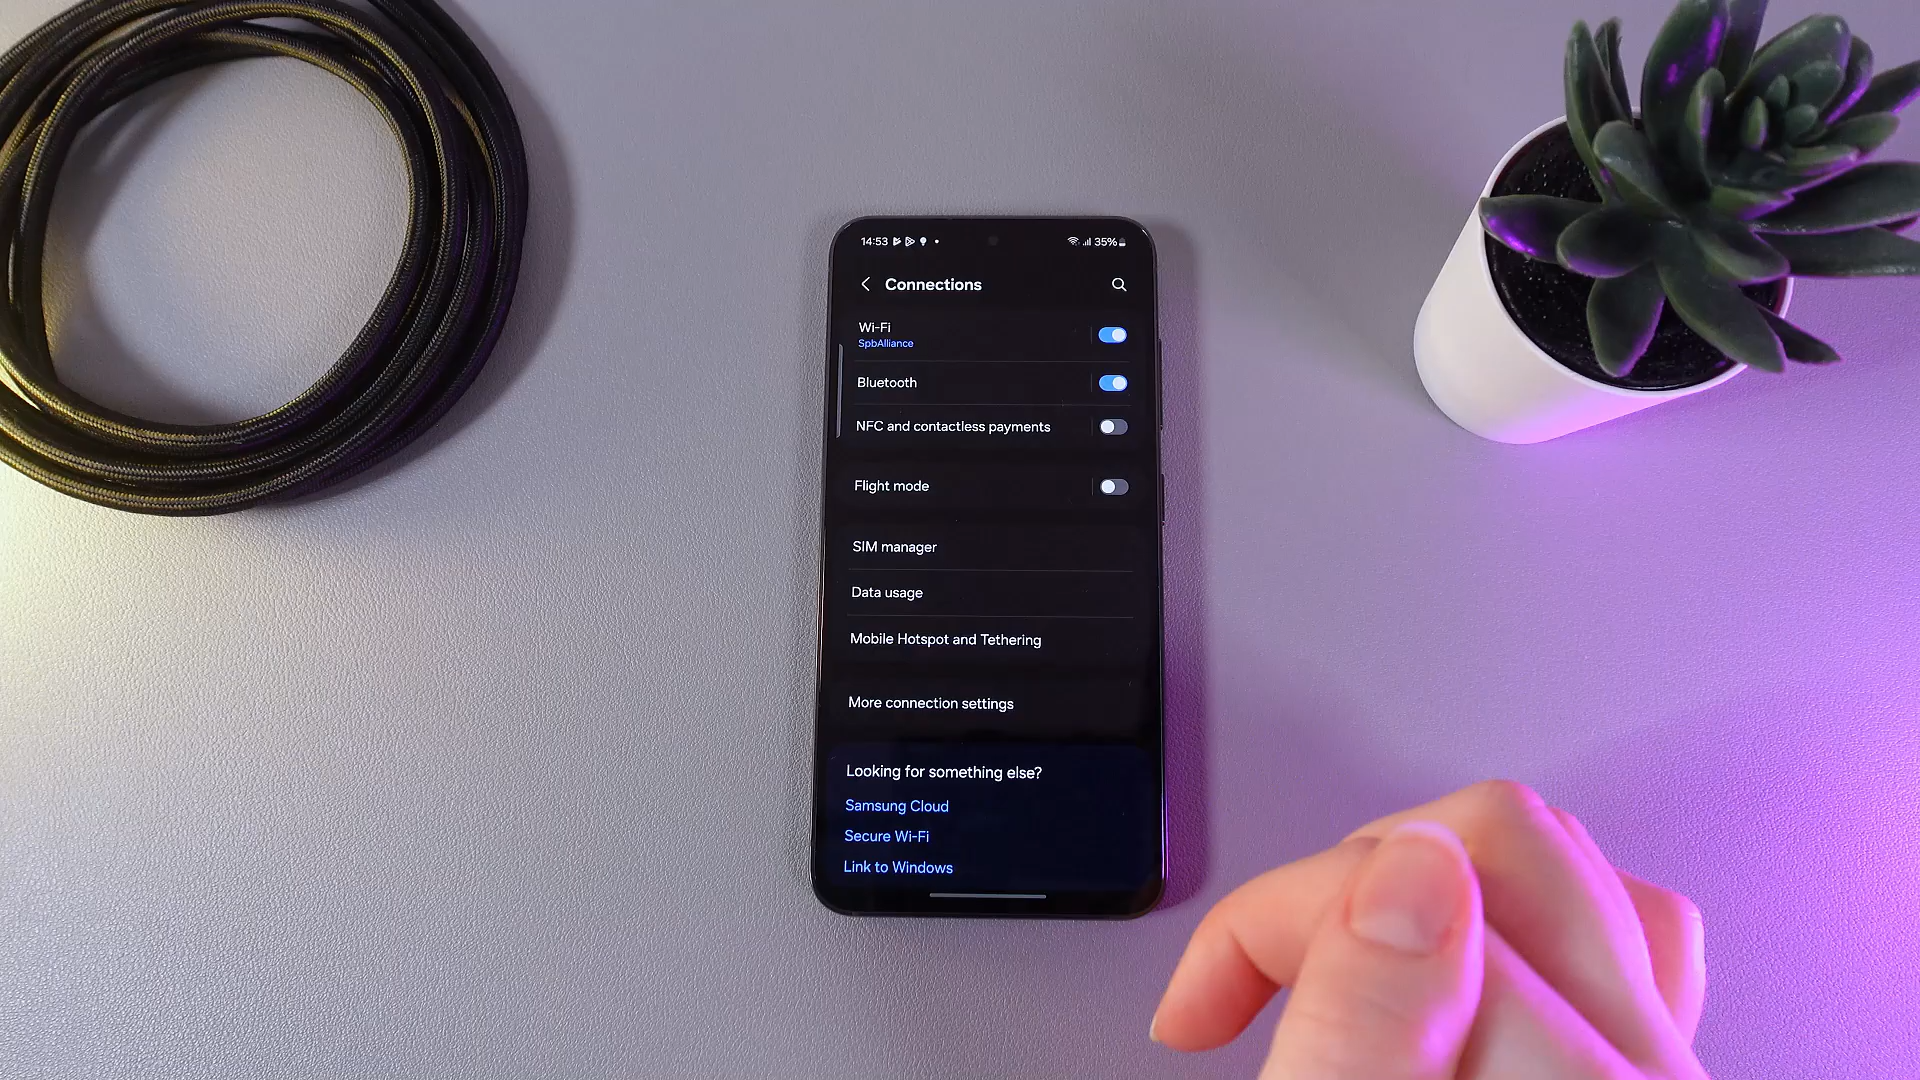 14:53 35%
Connections
Wi-Fi
SpbAlliance
Bluetooth
NFC and contactless payments
Flight mode
SIM manager
Data usage
Mobile Hotspot and Tethering
More connection settings
Looking for something else?
Samsung Cloud
Secure Wi-Fi
Link to Windows